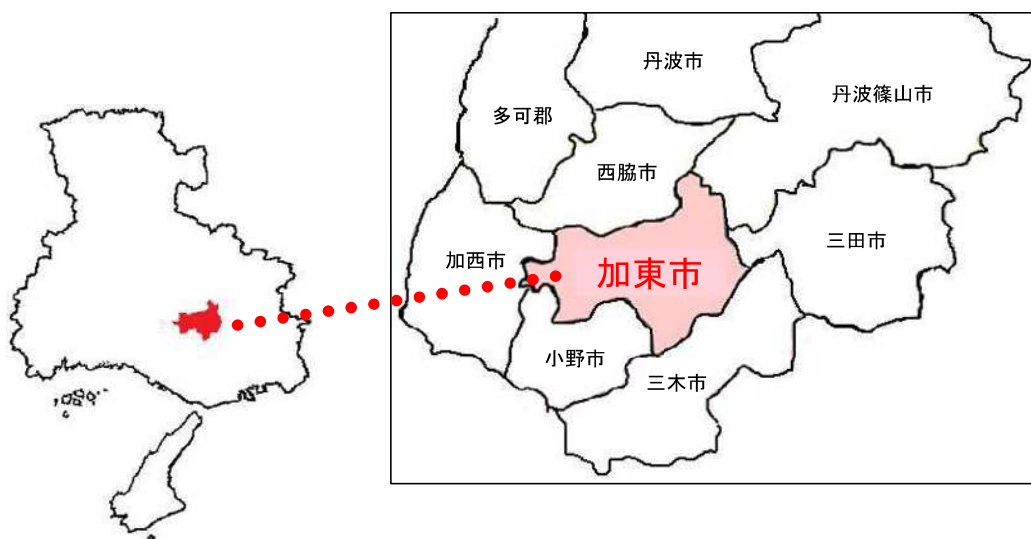 丹波市
丹波篠山市
多可郡
西脇市
三田市
加西市
加東市
小野市
三木市